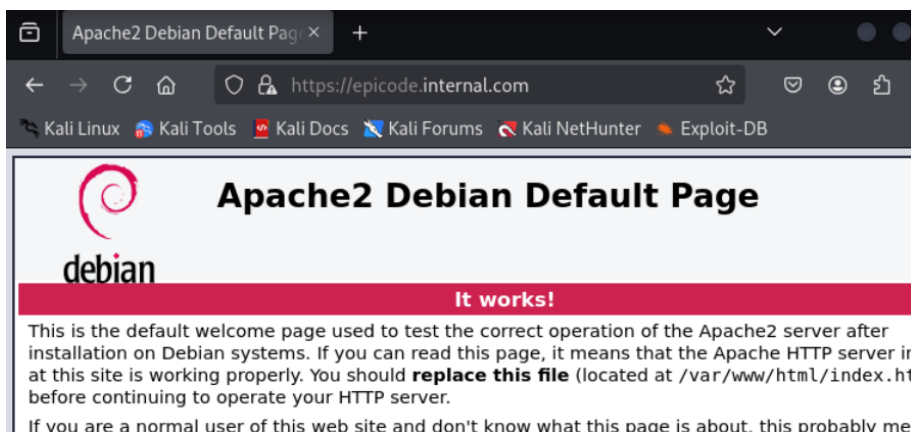 Apache2 Debian Default Pag
https://epicode.internal.com
Kali Linux Kali Tools Kali Docs Kali Forums Kali NetHunter Exploit-DB
debian
Apache2 Debian Default Page
It works!
This is the default welcome page used to test the correct operation of the Apache2 server after
installation on Debian systems. If you can read this page, it means that the Apache HTTP server in
at this site is working properly. You should replace this file (located at /var/www/html/index.ht
before continuing to operate your HTTP server.
If you are a normal user of this web site and don't know what this page is about, this probably me